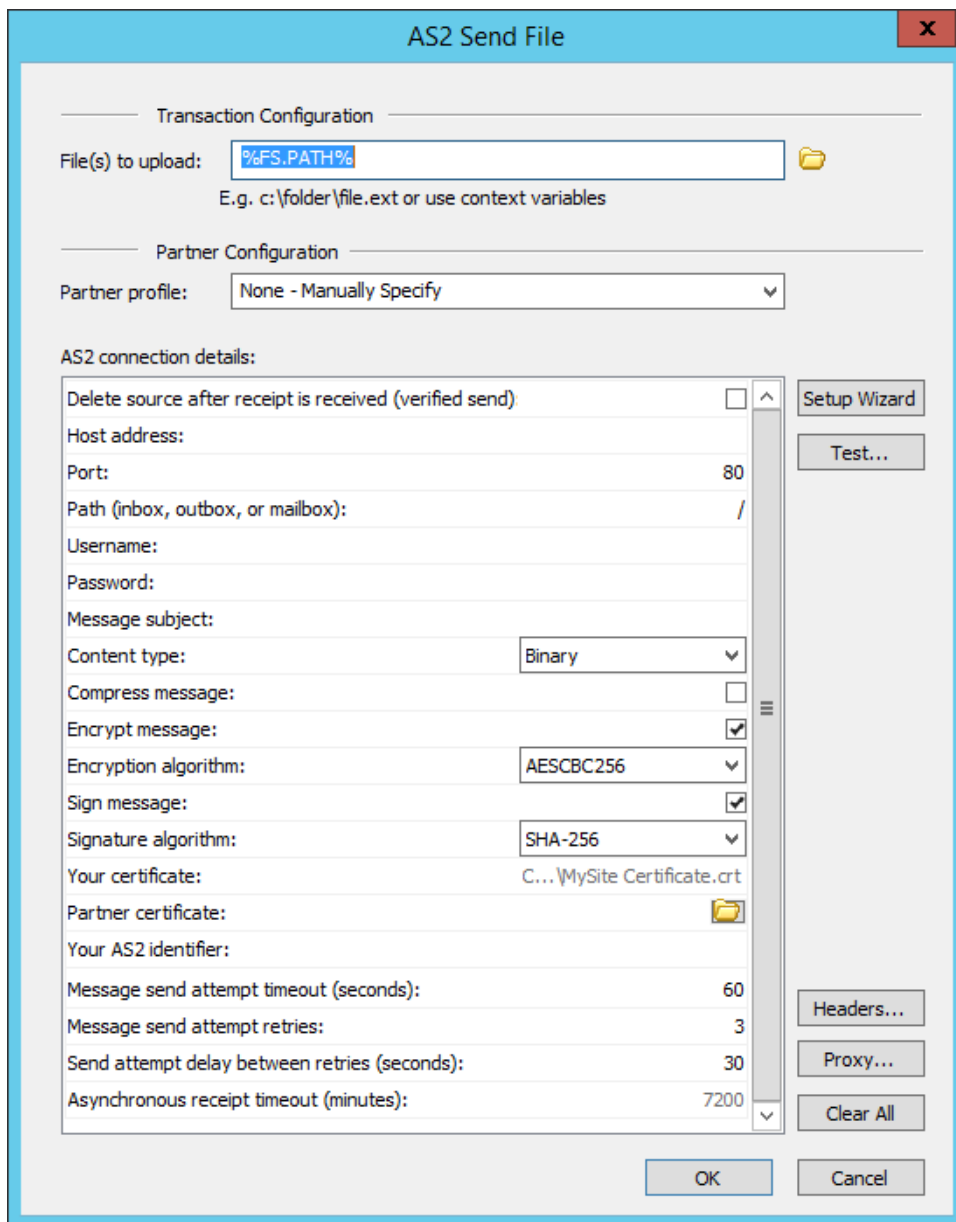 AS2 Send File
x
Transaction Configuration
File(s) to upload: %FS.PATH%
E.g. c:\folder\file.ext or use context variables
Partner Configuration
Partner profile: None - Manually Specify
AS2 connection details:
Delete source after receipt is received (verified send)
Setup Wizard
Host address:
Test...
Port: 80
Path (inbox, outbox, or mailbox): /
Username:
Password:
Message subject:
Content type: Binary
Compress message:
Encrypt message:
Encryption algorithm: AESCBC256
Sign message:
Signature algorithm: SHA-256
Your certificate: C...\MySite Certificate.crt
Partner certificate:
Your AS2 identifier:
Message send attempt timeout (seconds): 60
Headers...
Message send attempt retries: 3
Send attempt delay between retries (seconds): 30
Proxy...
Asynchronous receipt timeout (minutes): 7200
Clear All
OK Cancel